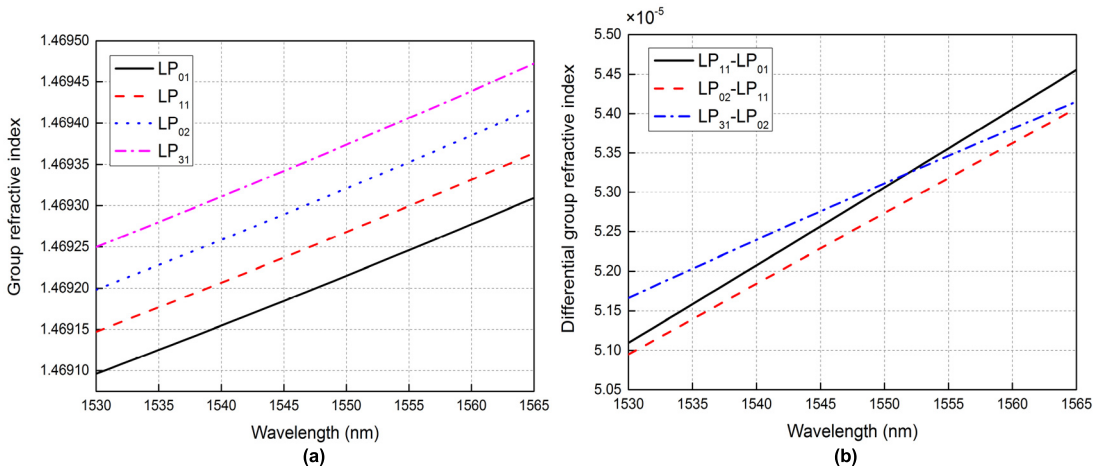 1.46950
1.46945
1.46940
1.46935
1.46930
1.46925
1.46920
1.46915
1.46910
Group refractive index
LP01
LP11
LP02
LP31
1530 1535 1540 1545 1550 1555 1560 1565
Wavelength (nm)
(a)
×10-5
5.50
5.45
5.40
5.35
5.30
5.25
5.20
5.15
5.10
5.05
Differential group refractive index
LP11-LP01
LP02-LP11
LP31-LP02
1530 1535 1540 1545 1550 1555 1560 1565
Wavelength (nm)
(b)